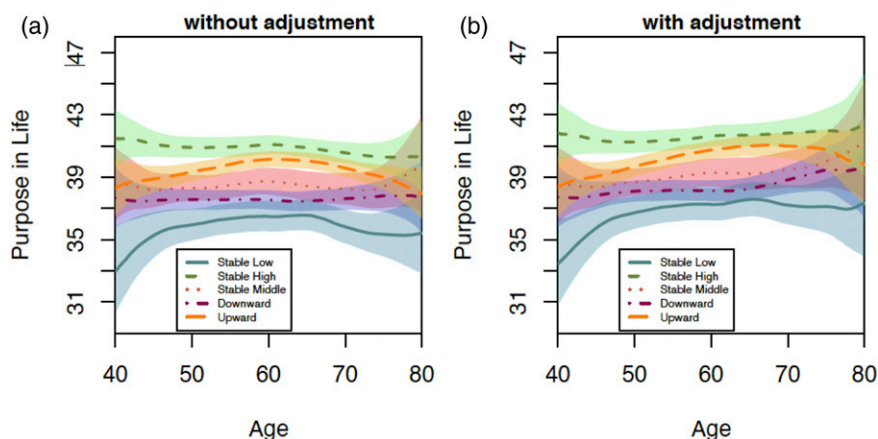 (a)
without adjustment
Purpose in Life
47
43
39
35
31
Stable Low
Stable High
Stable Middle
Downward
Upward
40 50 60 70 80
Age
(b)
with adjustment
Purpose in Life
47
43
39
35
31
Stable Low
Stable High
Stable Middle
Downward
Upward
40 50 60 70 80
Age